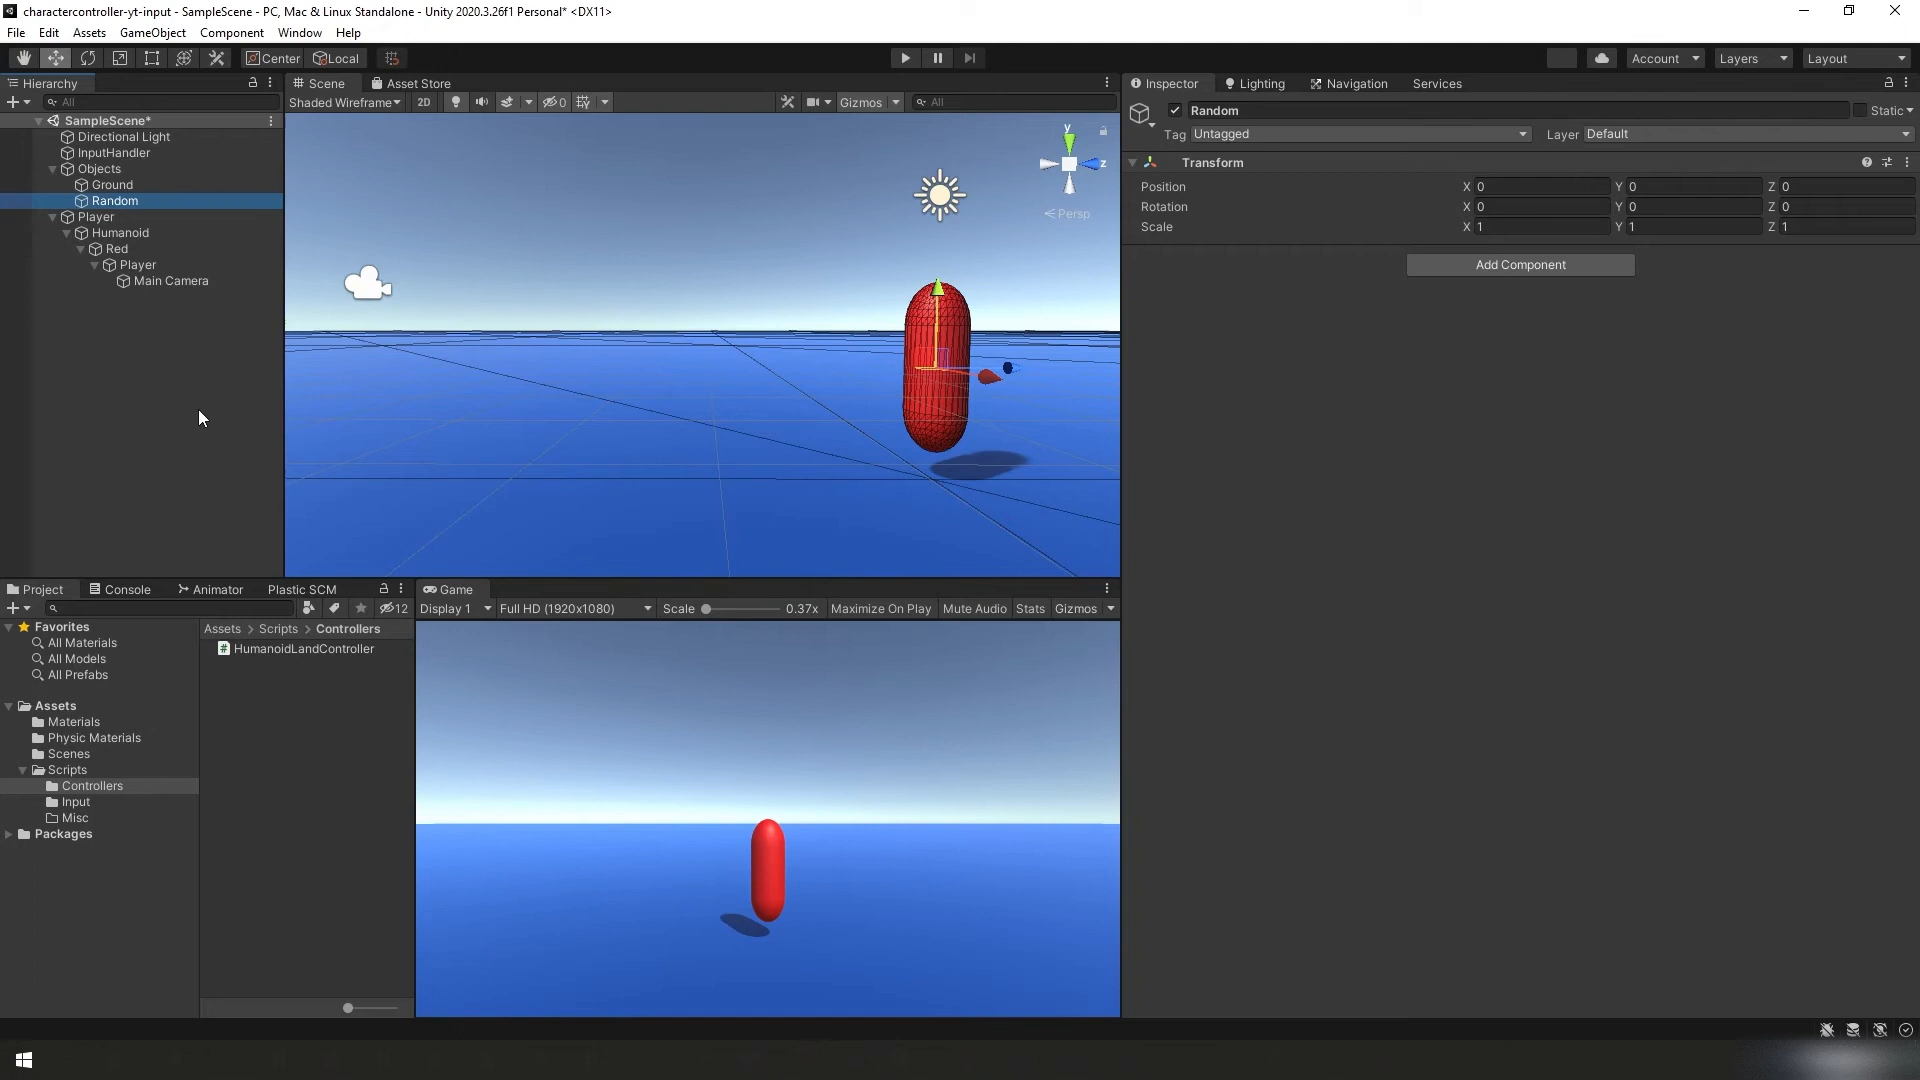 charactercontroller-yt-input - SampleScene - PC, Mac & Linux Standalone - Unity 2020.3.26f1 Personal* <DX11>
File Edit Assets GameObject Component Window Help
Center Local Account Layers Layout
Hierarchy
All
SampleScene*
Directional Light
InputHandler
Objects
Ground
Random
Player
Humanoid
Red
Player
Main Camera
Scene Asset Store
Shaded Wireframe 2D 0 Gizmos All
y
z
Persp
Inspector Lighting Navigation Services
Random Static
Tag Untagged Layer Default
Transform
Position X 0 Y 0 Z 0
Rotation X 0 Y 0 Z 0
Scale X 1 Y 1 Z 1
Add Component
Project Console Animator Plastic SCM
12
Favorites
All Materials
All Models
All Prefabs
Assets
Materials
Physic Materials
Scenes
Scripts
Controllers
Input
Misc
Packages
Assets > Scripts > Controllers
# HumanoidLandController
Game
Display 1 Full HD (1920x1080) Scale 0.37x Maximize On Play Mute Audio Stats Gizmos